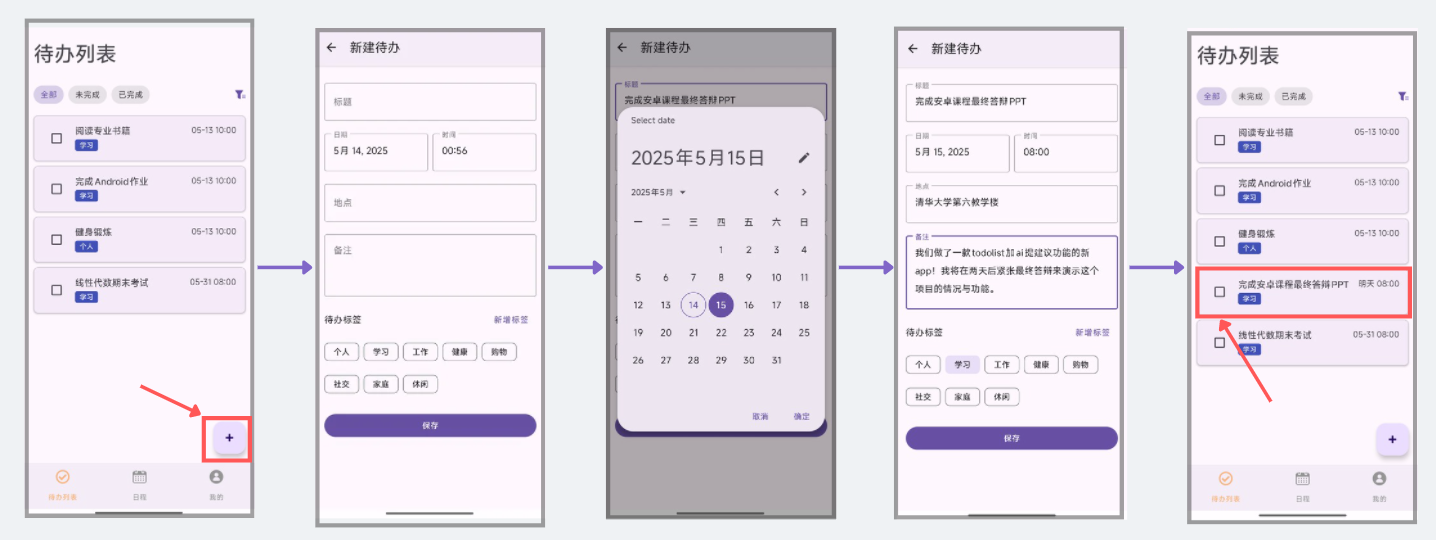 待办列表
全部 未完成 已完成
阅读专业书籍 05-13 10:00
学习
完成Android作业 05-13 10:00
学习
健身锻炼 05-13 10:00
个人
线性代数期末考试 05-31 08:00
学习
+
待办列表 日程 我的
← 新建待办
标题
日期 时间
5月 14, 2025 00:56
地点
备注
待办标签 新增标签
个人 学习 工作 健康 购物
社交 家庭 休闲
保存
← 新建待办
标题
完成安卓课程最终答辩PPT
Select date
2025年5月15日
2025年5月
一 二 三 四 五 六 日
1 2 3 4
5 6 7 8 9 10 11
12 13 14 15 16 17 18
19 20 21 22 23 24 25
26 27 28 29 30 31
取消 确定
← 新建待办
标题
完成安卓课程最终答辩PPT
日期 时间
5月 15, 2025 08:00
地点
清华大学第六教学楼
备注
我们做了一款todolist加ai提建议功能的新
app！我将在两天后紧张最终答辩来演示这个
项目的情况与功能。
待办标签 新增标签
个人 学习 工作 健康 购物
社交 家庭 休闲
保存
待办列表
全部 未完成 已完成
阅读专业书籍 05-13 10:00
学习
完成Android作业 05-13 10:00
学习
健身锻炼 05-13 10:00
个人
完成安卓课程最终答辩PPT 明天 08:00
学习
线性代数期末考试 05-31 08:00
学习
+
待办列表 日程 我的